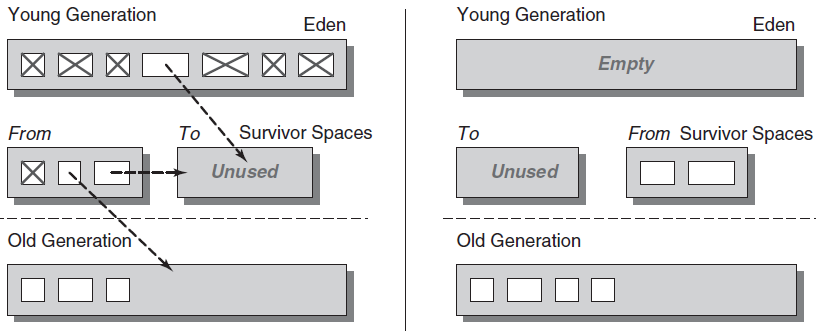 Young Generation
Eden
From
To
Survivor Spaces
Unused
Old Generation
Young Generation
Eden
Empty
To
From
Survivor Spaces
Unused
Old Generation